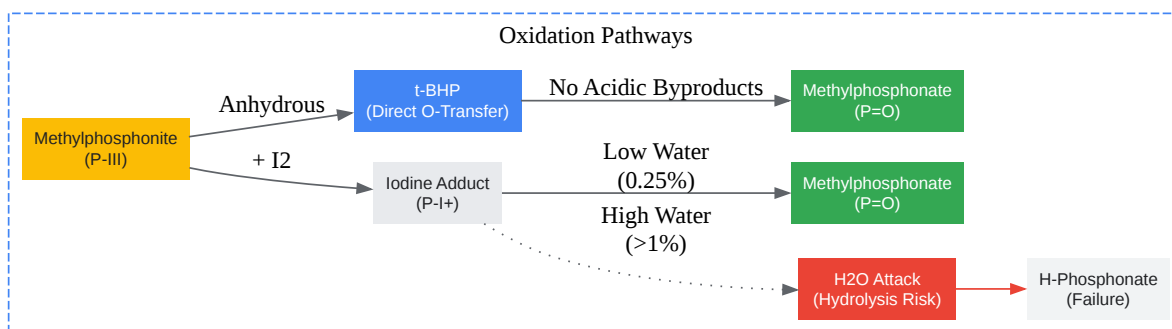 Oxidation Pathways
Methylphosphonite
(P-III)
Anhydrous
+ I2
t-BHP
(Direct O-Transfer)
No Acidic Byproducts
Methylphosphonate
(P=O)
Iodine Adduct
(P-I+)
Low Water
(0.25%)
Methylphosphonate
(P=O)
High Water
(>1%)
H2O Attack
(Hydrolysis Risk)
H-Phosphonate
(Failure)